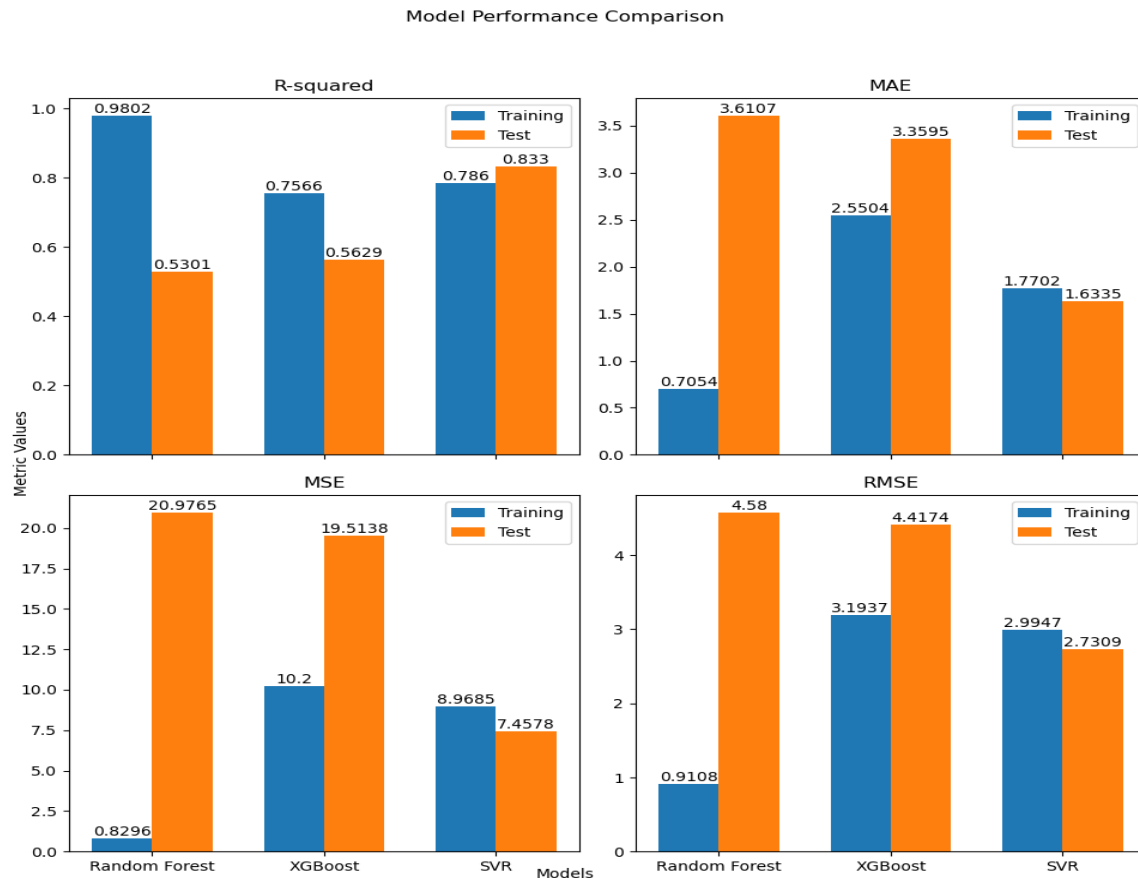 Model Performance Comparison
R-squared
1.0
0.8
0.6
0.4
0.2
0.0
0.9802
0.5301
0.7566
0.5629
0.786
0.833
Training
Test
MAE
3.5
3.0
2.5
2.0
1.5
1.0
0.5
0.0
0.7054
3.6107
2.5504
3.3595
1.7702
1.6335
Training
Test
Metric Values
MSE
20.0
17.5
15.0
12.5
10.0
7.5
5.0
2.5
0.0
0.8296
20.9765
10.2
19.5138
8.9685
7.4578
Training
Test
Random Forest
XGBoost
SVR
RMSE
4
3
2
1
0
0.9108
4.58
3.1937
4.4174
2.9947
2.7309
Training
Test
Random Forest
XGBoost
SVR
Models